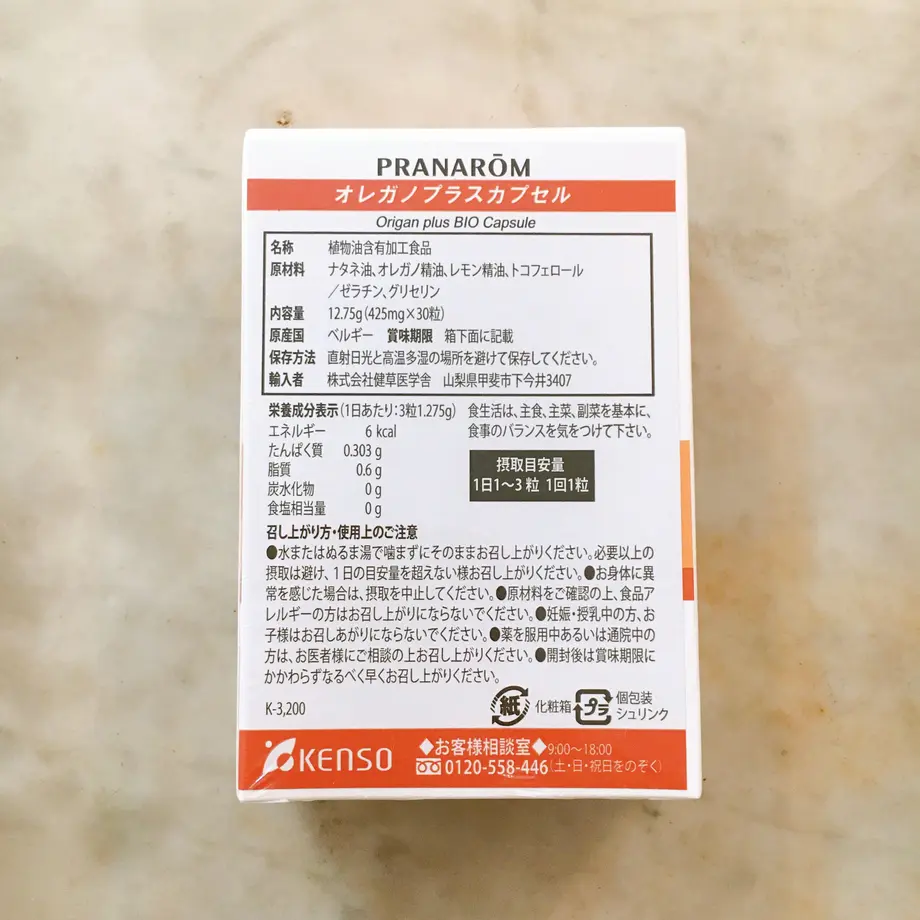 PRANARŌM
オレガノプラスカプセル
Origan plus BIO Capsule
名称 植物油含有加工食品
原材料 ナタネ油、オレガノ精油、レモン精油、トコフェロール
／ゼラチン、グリセリン
内容量 12.75g(425mg×30粒)
原産国 ベルギー 賞味期限 箱下面に記載
保存方法 直射日光と高温多湿の場所を避けて保存してください。
輸入者 株式会社健草医学舎 山梨県甲斐市下今井3407
栄養成分表示(1日あたり:3粒1.275g)
エネルギー 6 kcal
たんぱく質 0.303 g
脂質 0.6 g
炭水化物 0 g
食塩相当量 0 g
食生活は、主食、主菜、副菜を基本に、
食事のバランスを気をつけて下さい。
摂取目安量
1日1～3粒 1回1粒
召し上がり方・使用上のご注意
●水またはぬるま湯で噛まずにそのままお召し上がりください。必要以上の
摂取は避け、1日の目安量を超えない様お召し上がりください。●お身体に異
常を感じた場合は、摂取を中止してください。●原材料をご確認の上、食品ア
レルギーの方はお召し上がりにならないでください。●妊娠・授乳中の方、お
子様はお召しあがりにならないでください。●薬を服用中あるいは通院中の
方は、お医者様にご相談の上お召し上がりください。●開封後は賞味期限に
かかわらずなるべく早くお召し上がりください。
K-3,200
紙 化粧箱 プラ 個包装
シュリンク
KENSO
◆お客様相談室◆9:00～18:00
0120-558-446(土・日・祝日をのぞく)